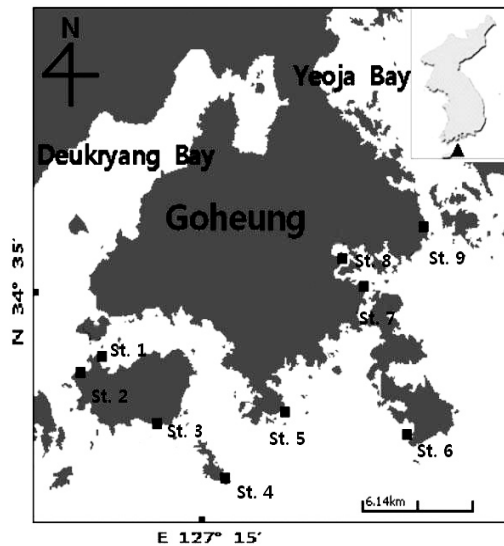 N
Yeoja Bay
Deukryang Bay
Goheung
St. 9
St. 8
N 34° 35'
St. 7
St. 1
St. 2
St. 3
St. 5
St. 6
St. 4
6.14km
E 127° 15'